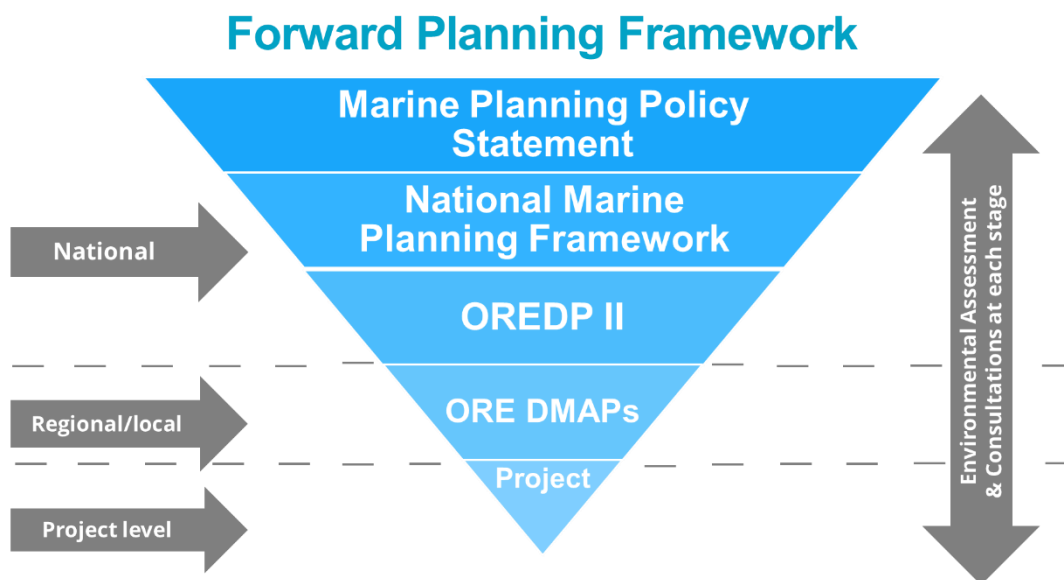 Forward Planning Framework
Marine Planning Policy
Statement
National Marine
Planning Framework
National
OREDP II
ORE DMAPs
Regional/local
Project
Project level
Environmental Assessment
& Consultations at each stage